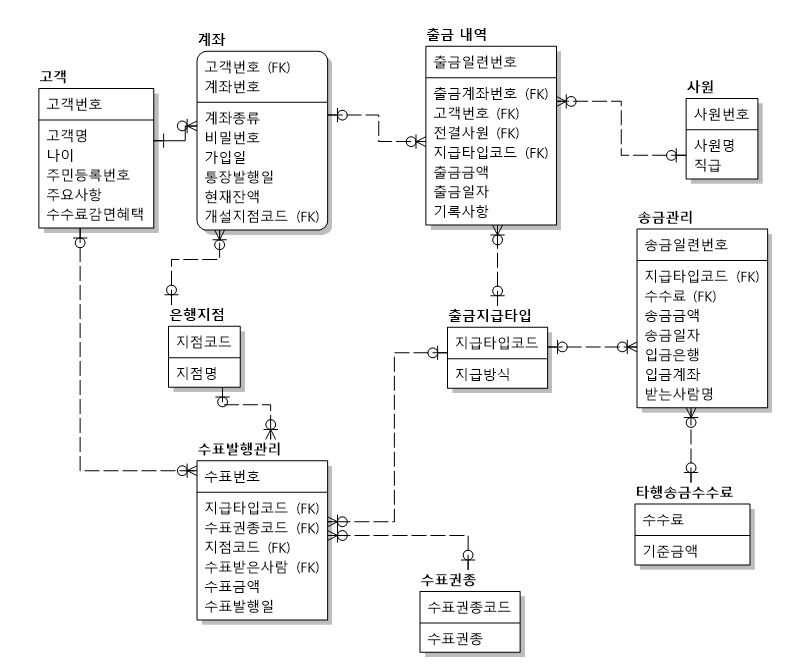 고객
고객번호
고객명
나이
주민등록번호
주요사항
수수료감면혜택
계좌
고객번호 (FK)
계좌번호
계좌종류
비밀번호
가입일
통장발행일
현재잔액
개설지점코드 (FK)
출금 내역
출금일련번호
출금계좌번호 (FK)
고객번호 (FK)
전결사원 (FK)
지급타입코드 (FK)
출금금액
출금일자
기록사항
사원
사원번호
사원명
직급
송금관리
송금일련번호
지급타입코드 (FK)
수수료 (FK)
송금금액
송금일자
입금은행
입금계좌
받는사람명
은행지점
지점코드
지점명
출금지급타입
지급타입코드
지급방식
수표발행관리
수표번호
지급타입코드 (FK)
수표권종코드 (FK)
지점코드 (FK)
수표받은사람 (FK)
수표금액
수표발행일
타행송금수수료
수수료
기준금액
수표권종
수표권종코드
수표권종